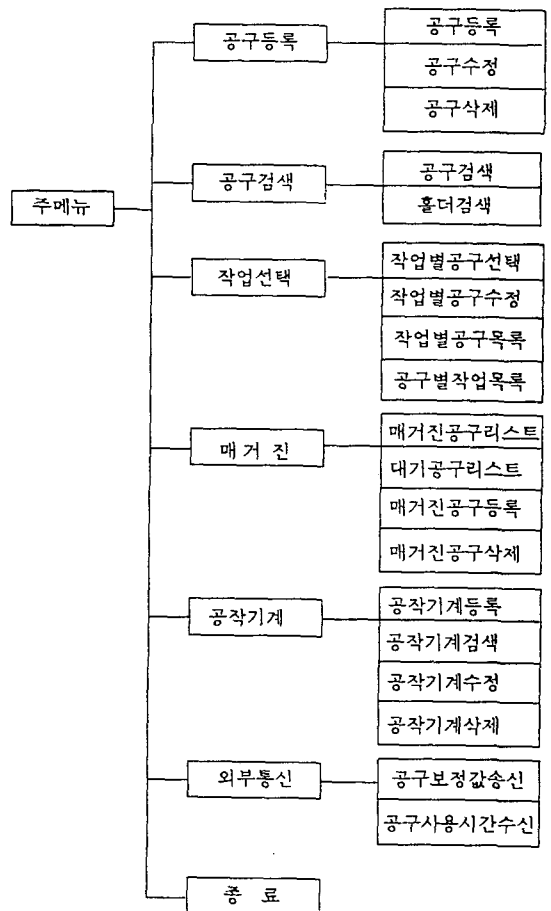 주메뉴
공구등록
공구등록
공구수정
공구삭제
공구검색
공구검색
홀더검색
작업선택
작업별공구선택
작업별공구수정
작업별공구목록
공구별작업목록
매거 진
매거진공구리스트
대기공구리스트
매거진공구등록
매거진공구삭제
공작기계
공작기계등록
공작기계검색
공작기계수정
공작기계삭제
외부통신
공구보정값송신
공구사용시간수신
종 료